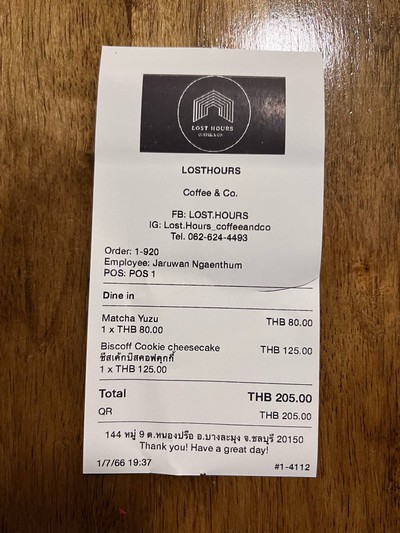 LOST HOURS
COFFEE & CO.
LOSTHOURS
Coffee & Co.
FB: LOST.HOURS
IG: Lost.Hours_coffeeandco
Tel. 062-624-4493
Order: 1-920
Employee: Jaruwan Ngaenthum
POS: POS 1
Dine in
Matcha Yuzu THB 80.00
1 x THB 80.00
Biscoff Cookie cheesecake THB 125.00
ชีสเค้กบิสคอฟคุกกี้
1 x THB 125.00
Total THB 205.00
QR THB 205.00
144 หมู่ 9 ต.หนองปรือ อ.บางละมุง จ.ชลบุรี 20150
Thank you! Have a great day!
1/7/66 19:37 #1-4112